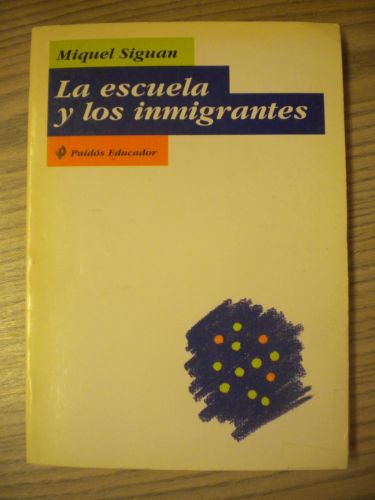 Miquel Siguan
La escuela
y los inmigrantes
Paidós Educador